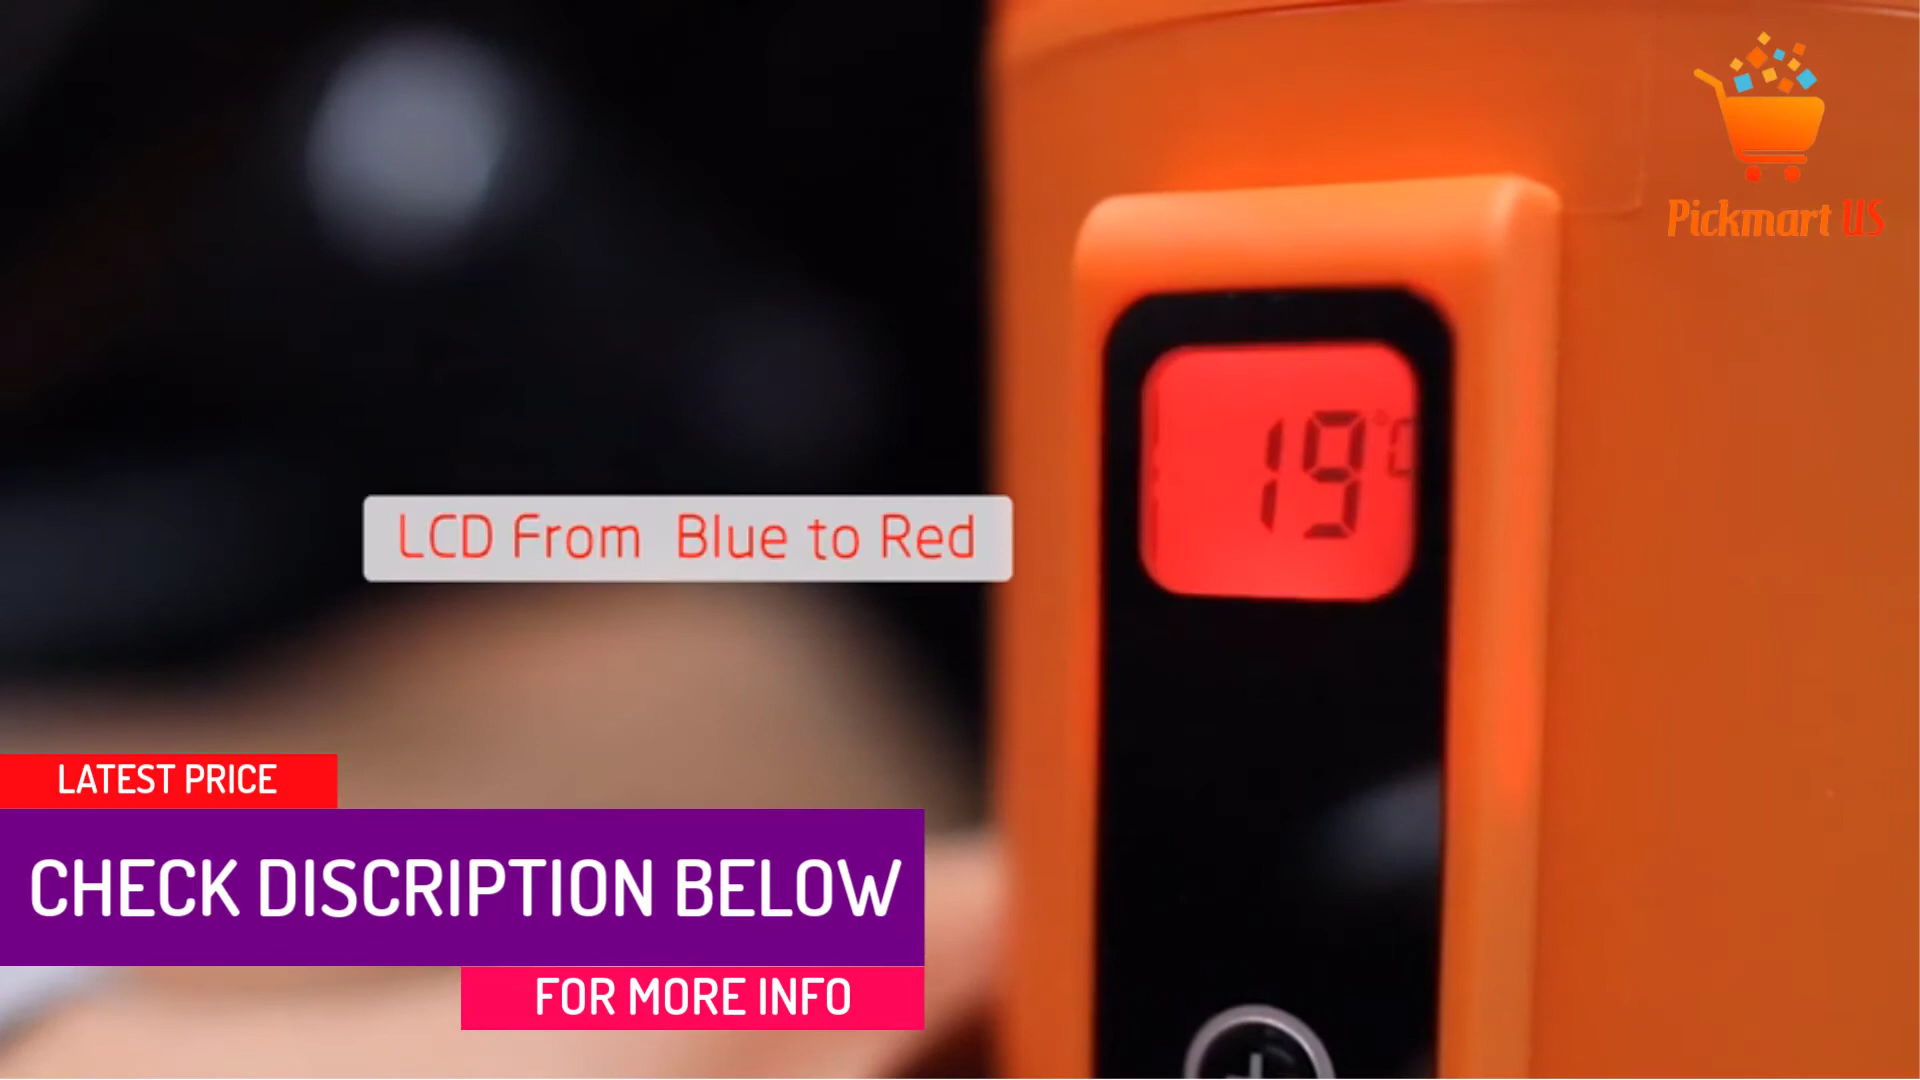 Pickmart US
19°C
LCD From Blue to Red
LATEST PRICE
CHECK DISCRIPTION BELOW
FOR MORE INFO